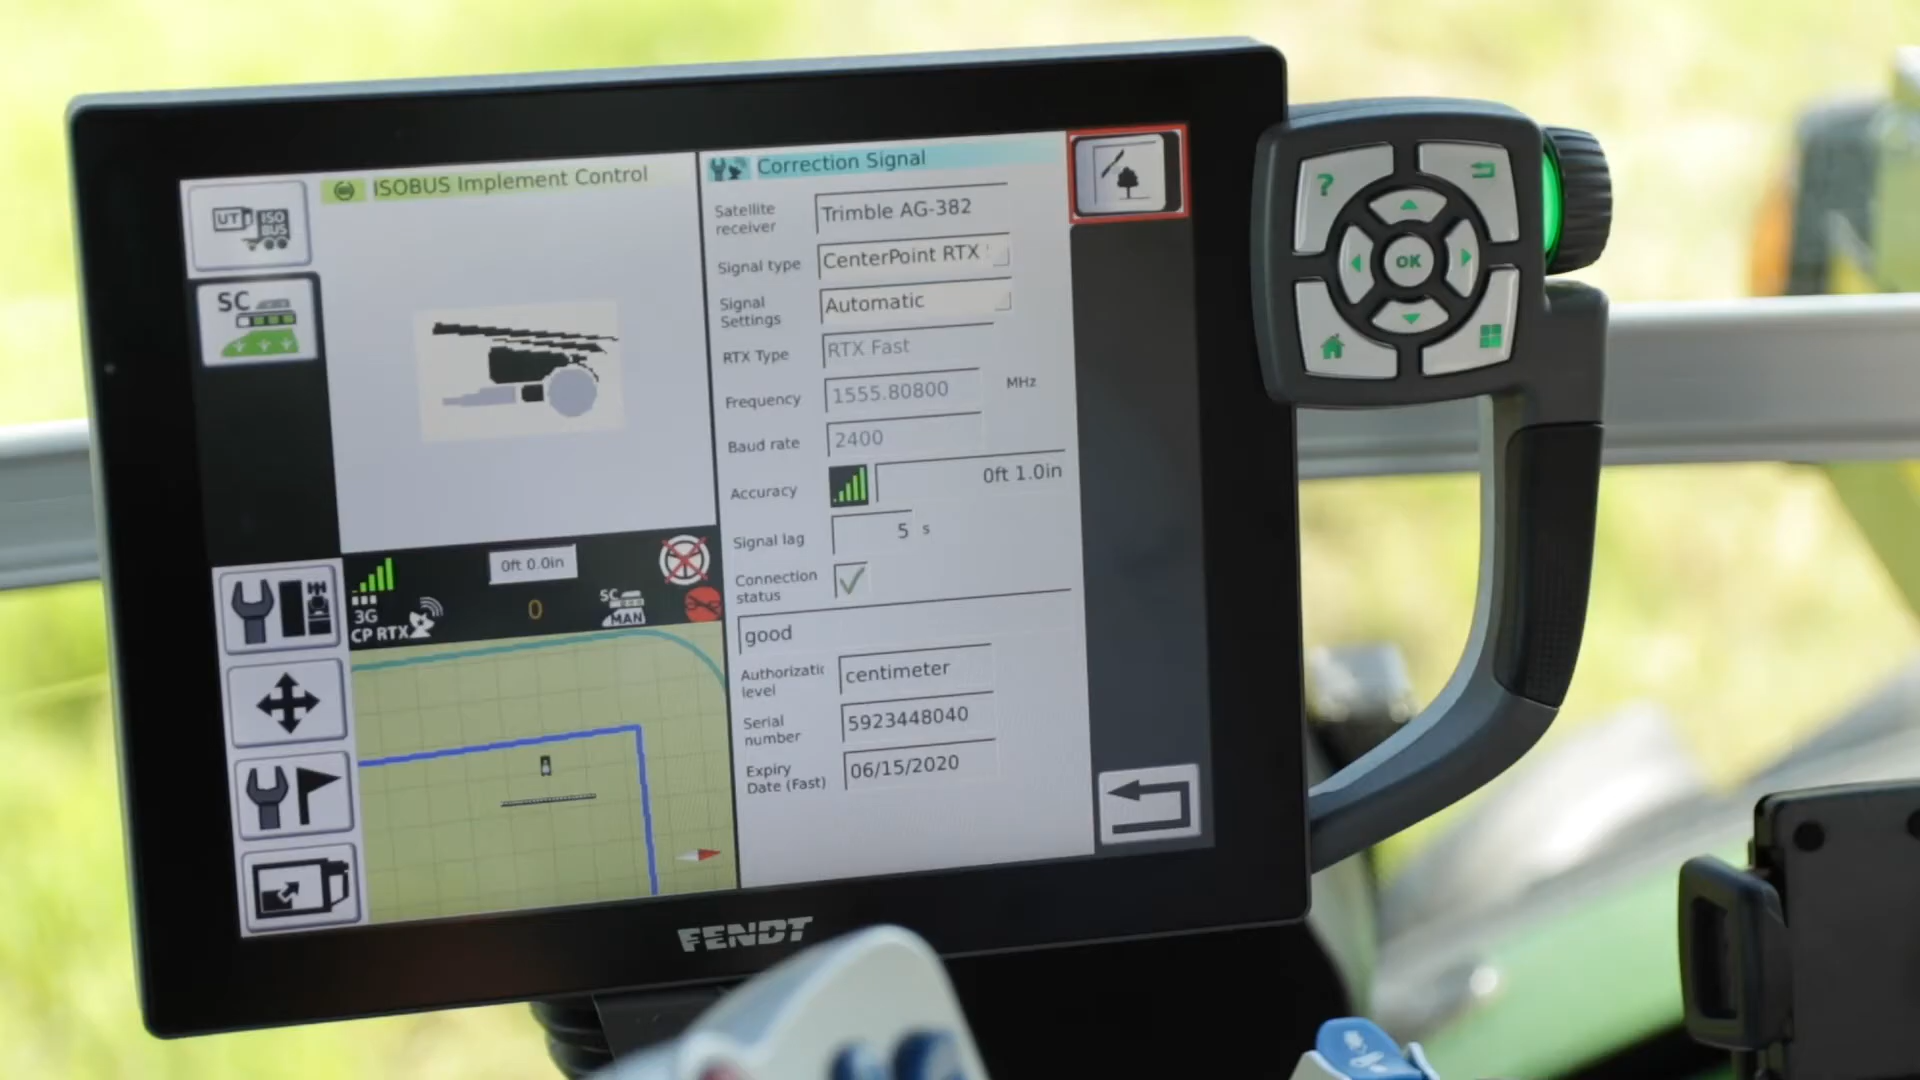 UT
ISO
BUS
SC
ISOBUS Implement Control
0ft 0.0in
3G
CP RTX
0
SC
MAN
Correction Signal
Satellite
receiver
Trimble AG-382
Signal type
CenterPoint RTX
Signal
Settings
Automatic
RTX Type
RTX Fast
Frequency
1555.80800
MHz
Baud rate
2400
Accuracy
0ft 1.0in
Signal lag
5 s
Connection
status
good
Authorizatic
level
centimeter
Serial
number
5923448040
Expiry
Date (Fast)
06/15/2020
?
OK
FENDT